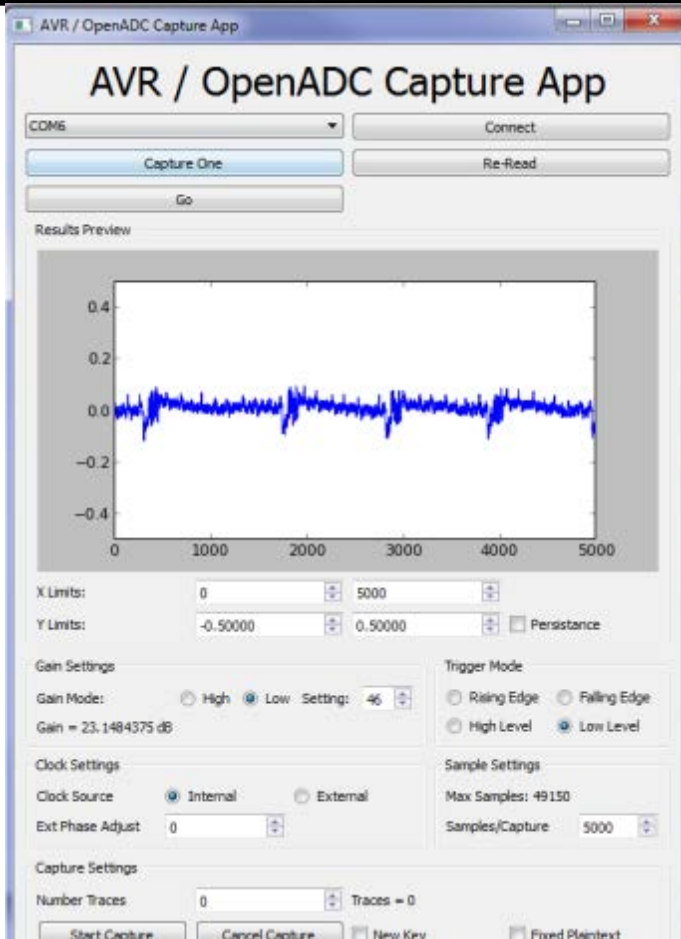 AVR / OpenADC Capture App
AVR / OpenADC Capture App
COM6 Connect
Capture One Re-Read
Go
Results Preview
0.4
0.2
0.0
−0.2
−0.4
0 1000 2000 3000 4000 5000
X Limits: 0 5000
Y Limits: -0.50000 0.50000 Persistance
Gain Settings Trigger Mode
Gain Mode: High Low Setting: 46 Rising Edge Falling Edge
Gain = 23.1484375 dB High Level Low Level
Clock Settings Sample Settings
Clock Source Internal External Max Samples: 49150
Ext Phase Adjust 0 Samples/Capture 5000
Capture Settings
Number Traces 0 Traces = 0
Start Capture Cancel Capture New Key Fixed Plaintext